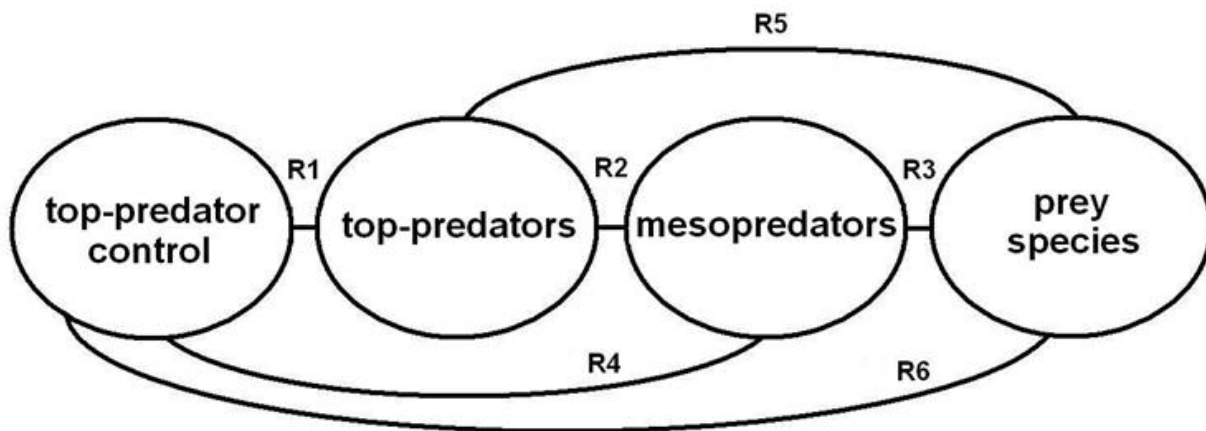 R5
R1
R2
R3
top-predator
control
top-predators
mesopredators
prey
species
R4
R6